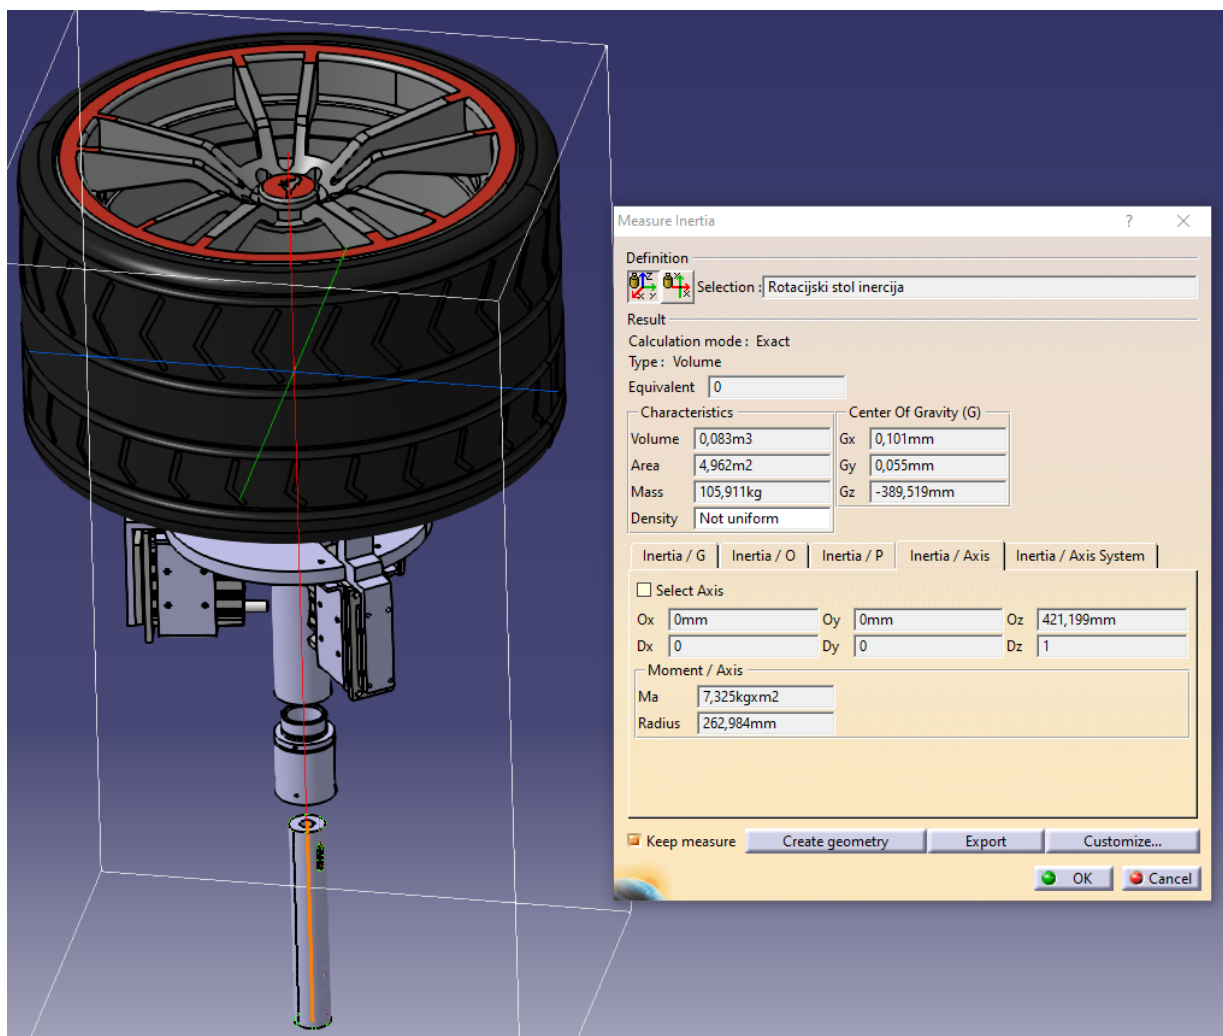 Measure Inertia ? ×
Definition
Selection : Rotacijski stol inercija
Result
Calculation mode : Exact
Type : Volume
Equivalent 0
Characteristics
Volume 0,083m3
Area 4,962m2
Mass 105,911kg
Density Not uniform
Center Of Gravity (G)
Gx 0,101mm
Gy 0,055mm
Gz -389,519mm
Inertia / G Inertia / O Inertia / P Inertia / Axis Inertia / Axis System
Select Axis
Ox 0mm Oy 0mm Oz 421,199mm
Dx 0 Dy 0 Dz 1
Moment / Axis
Ma 7,325kgxm2
Radius 262,984mm
Keep measure Create geometry Export Customize...
OK Cancel